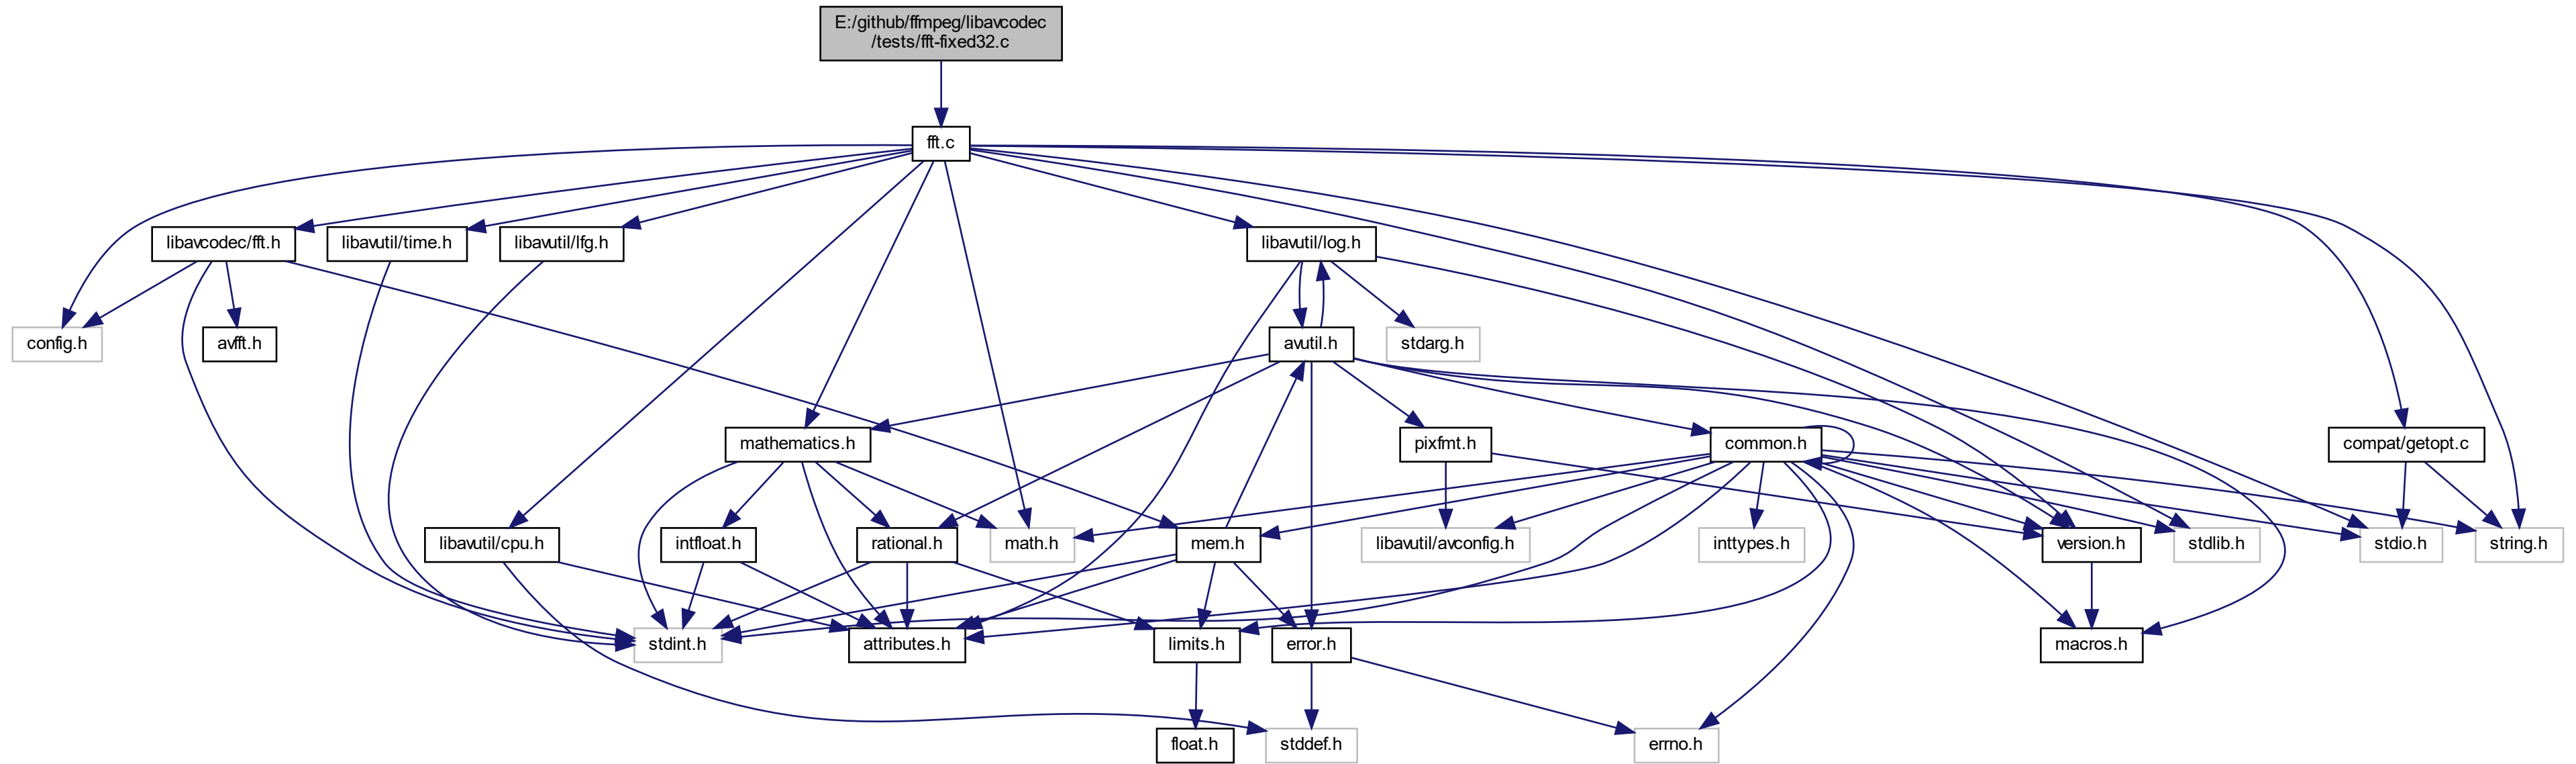 E:/github/ffmpeg/libavcodec
/tests/fft-fixed32.c
fft.c
libavcodec/fft.h
libavutil/time.h
libavutil/lfg.h
libavutil/log.h
config.h
avfft.h
avutil.h
stdarg.h
mathematics.h
pixfmt.h
common.h
compat/getopt.c
libavutil/cpu.h
intfloat.h
rational.h
math.h
mem.h
libavutil/avconfig.h
inttypes.h
version.h
stdlib.h
stdio.h
string.h
stdint.h
attributes.h
limits.h
error.h
macros.h
float.h
stddef.h
errno.h